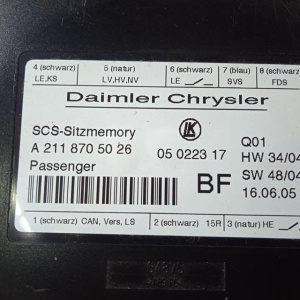 4 (schwarz) 5 (natur) 6 (schwarz) 7 (blau) 8 (schwarz)
LE,KS LV,HV,NV LE SVS FDS
Daimler Chrysler
SCS-Sitzmemory LK Q01
A 211 870 50 26 05 0223 17 HW 34/04
Passenger BF SW 48/04
16.06.05
1 (schwarz) CAN, Vers, LS 2 (schwarz) 15R 3 (natur) HE